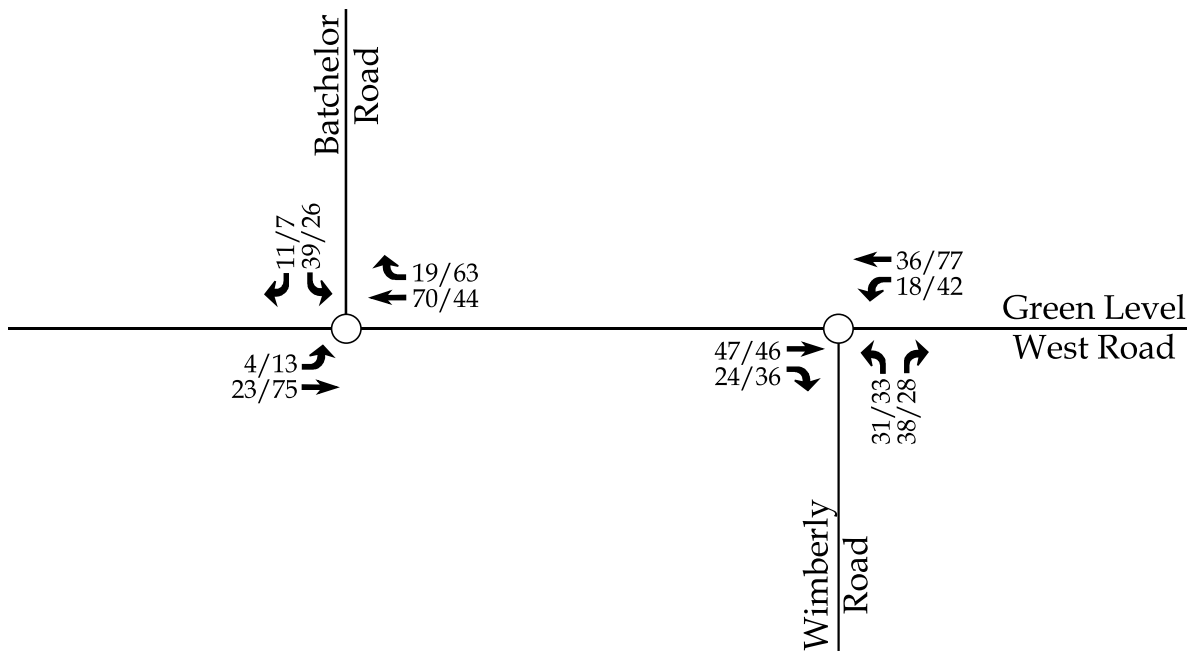 Batchelor
Road
11/7
39/26
19/63
70/44
4/13
23/75
36/77
18/42
Green Level
West Road
47/46
24/36
31/33
38/28
Wimberly
Road